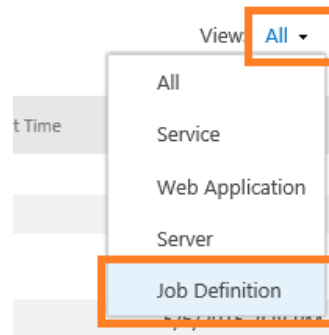 View: All
All
t Time
Service
Web Application
Server
Job Definition